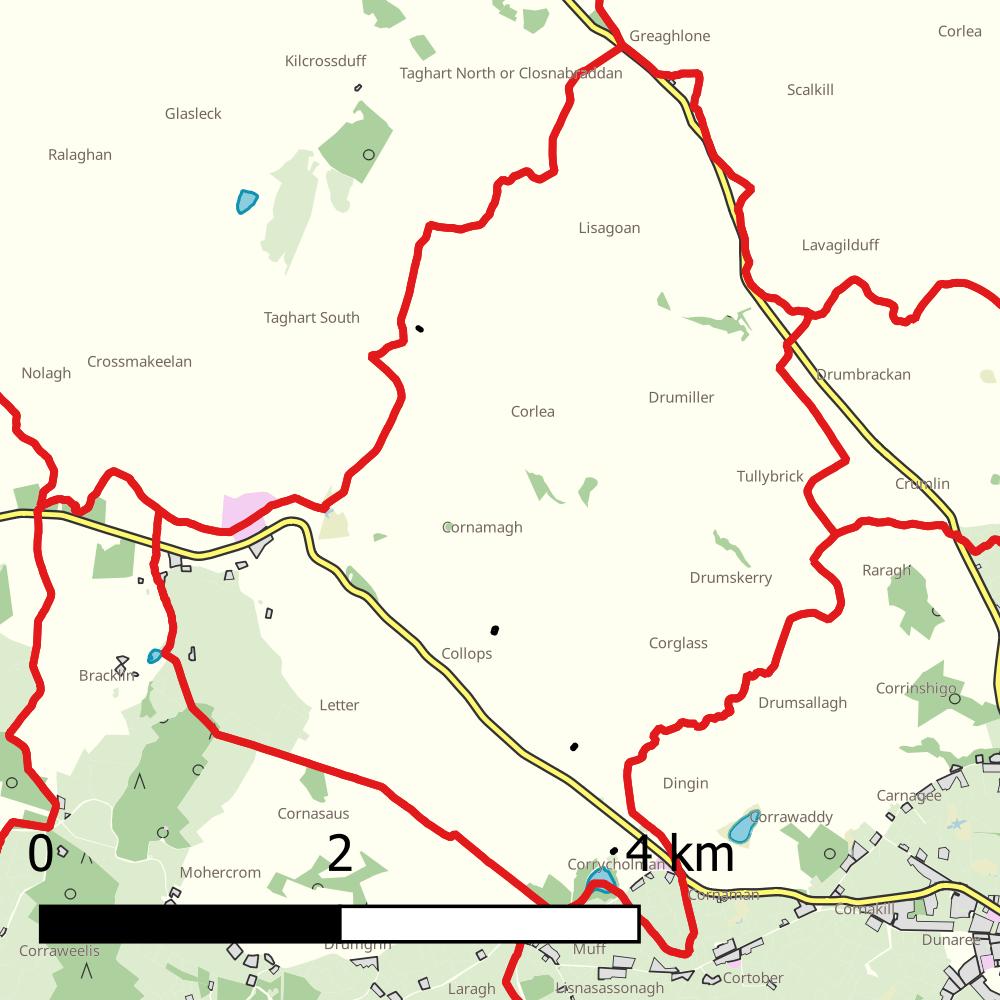 Corlea
Greaghlone
Kilcrossduff
Taghart North or Closnabraddan
Scalkill
Glasleck
Ralaghan
Lisagoan
Lavagilduff
Taghart South
Crossmakeelan
Nolagh
Drumbrackan
Drumiller
Corlea
Tullybrick
Crumlin
Cornamagh
Raragh
Drumskerry
Corglass
Collops
Bracklin
Corrinshigo
Letter
Drumsallagh
Dingin
Carnagee
Cornasaus
Corrawaddy
0 2 4 km
Corrycholman
Mohercrom
Cornaman
Cornakill
Dunaree
Drumgrin
Muff
Corraweelis
Cortober
Laragh
Lisnasassonagh